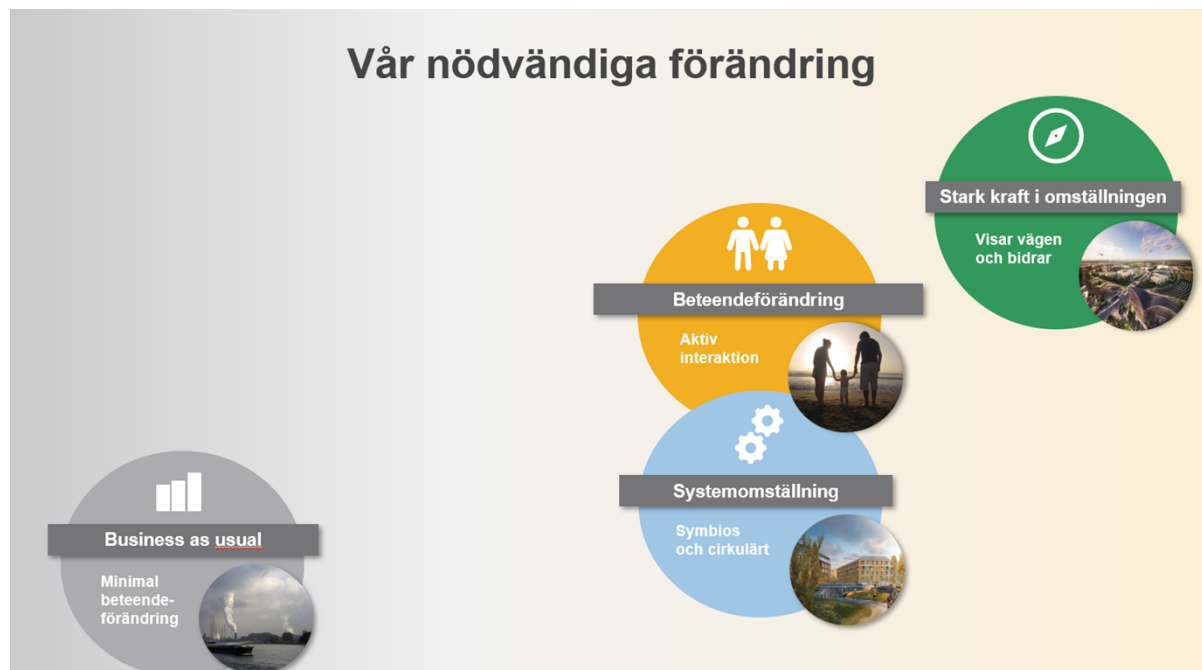 Vår nödvändiga förändring
Stark kraft i omställningen
Visar vägen
och bidrar
Beteendeförändring
Aktiv
interaktion
Systemomställning
Symbios
och cirkulärt
Business as usual
Minimal
beteende-
förändring